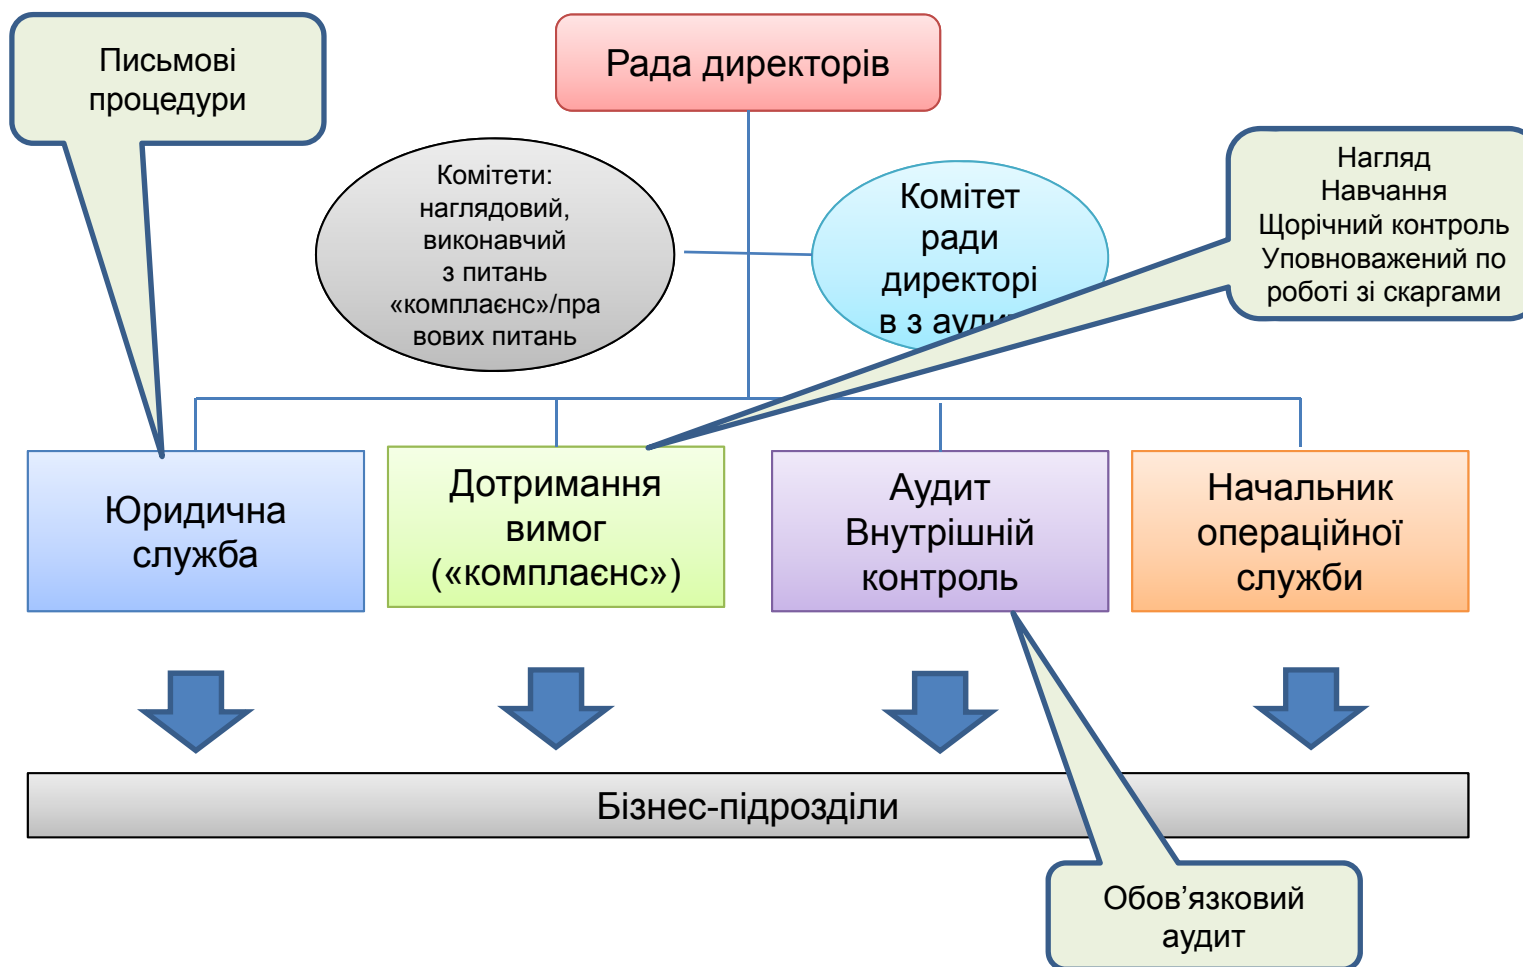 Письмові
процедури
Рада директорів
Комітети:
наглядовий,
виконавчий
з питань
«комплаєнс»/пра
вових питань
Комітет
ради
директорі
в з
Нагляд
Навчання
Щорічний контроль
Уповноважений по
роботі зі скаргами
Юридична
служба
Дотримання
вимог
(«комплаєнс»)
Аудит
Внутрішній
контроль
Начальник
операційної
служби
Бізнес-підрозділи
Обов’язковий
аудит